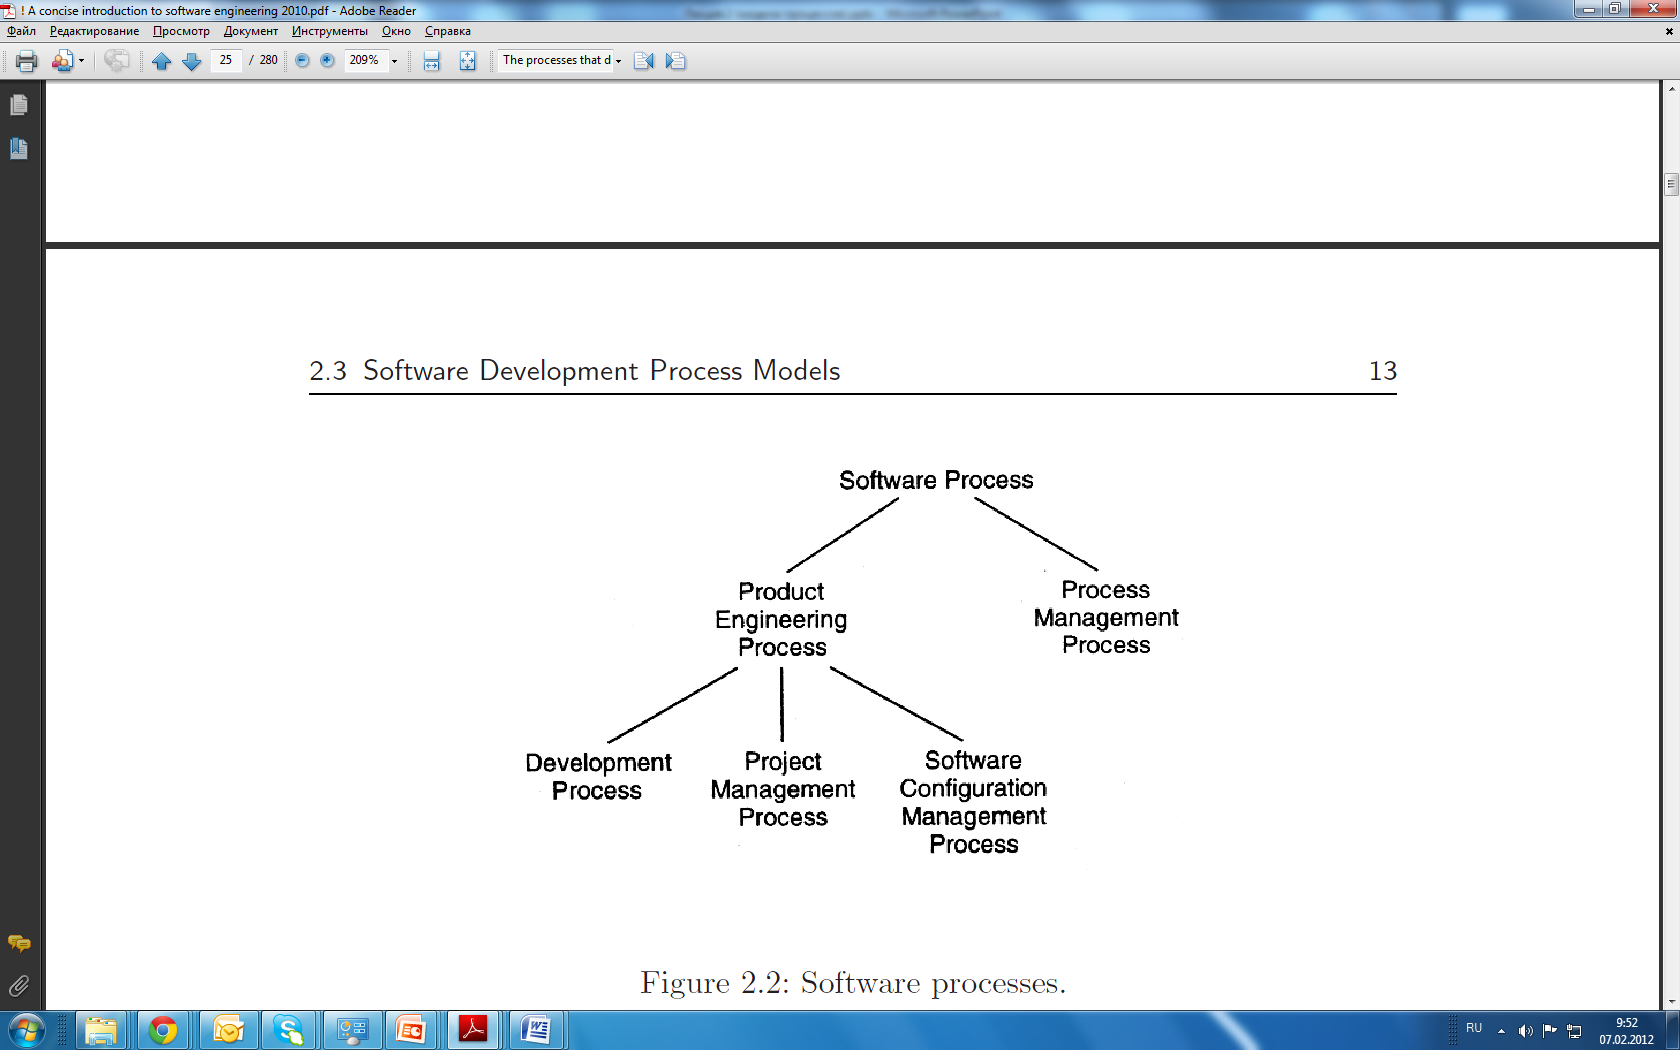 ! A concise introduction to software engineering 2010.pdf - Adobe Reader
Файл Редактирование Просмотр Документ Инструменты Окно Справка
25 / 280 209% The processes that d
2.3 Software Development Process Models 13
Software Process
Product
Engineering
Process
Process
Management
Process
Development
Process
Project
Management
Process
Software
Configuration
Management
Process
Figure 2.2: Software processes.
RU
9:52
07.02.2012